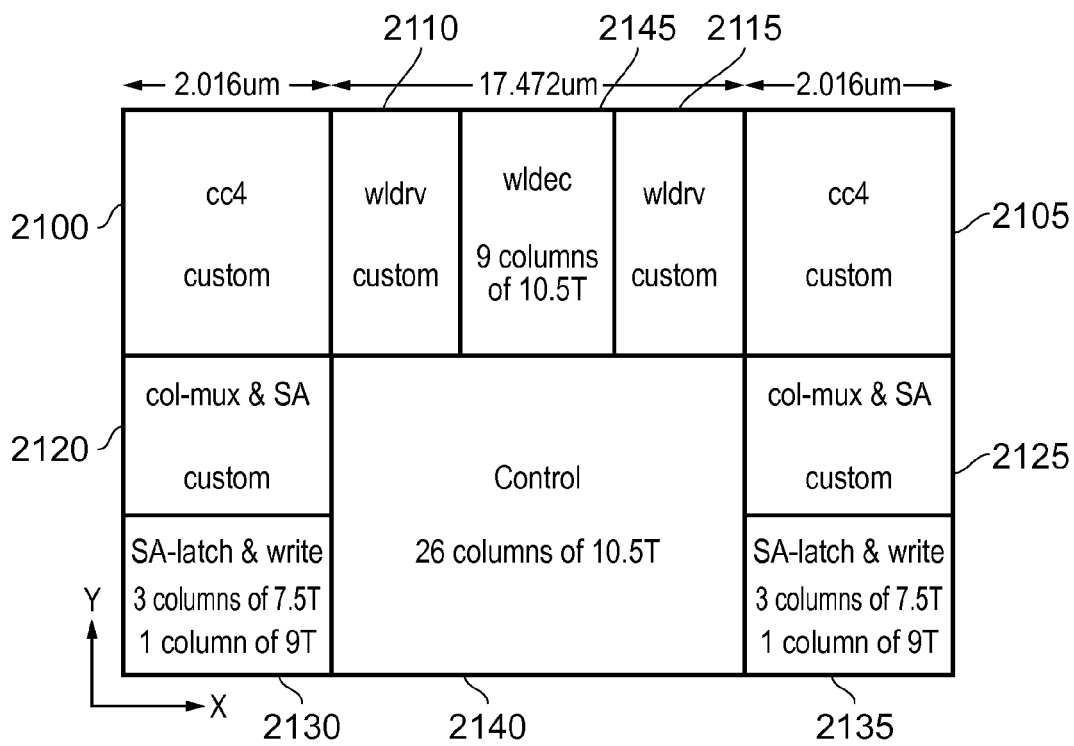 2110
2145
2115
2.016um
17.472um
2.016um
cc4
custom
wldrv
custom
wldec
9 columns
of 10.5T
wldrv
custom
cc4
custom
2100
2105
col-mux & SA
custom
2120
Control
26 columns of 10.5T
col-mux & SA
custom
2125
SA-latch & write
3 columns of 7.5T
1 column of 9T
SA-latch & write
3 columns of 7.5T
1 column of 9T
Y
X
2130
2140
2135